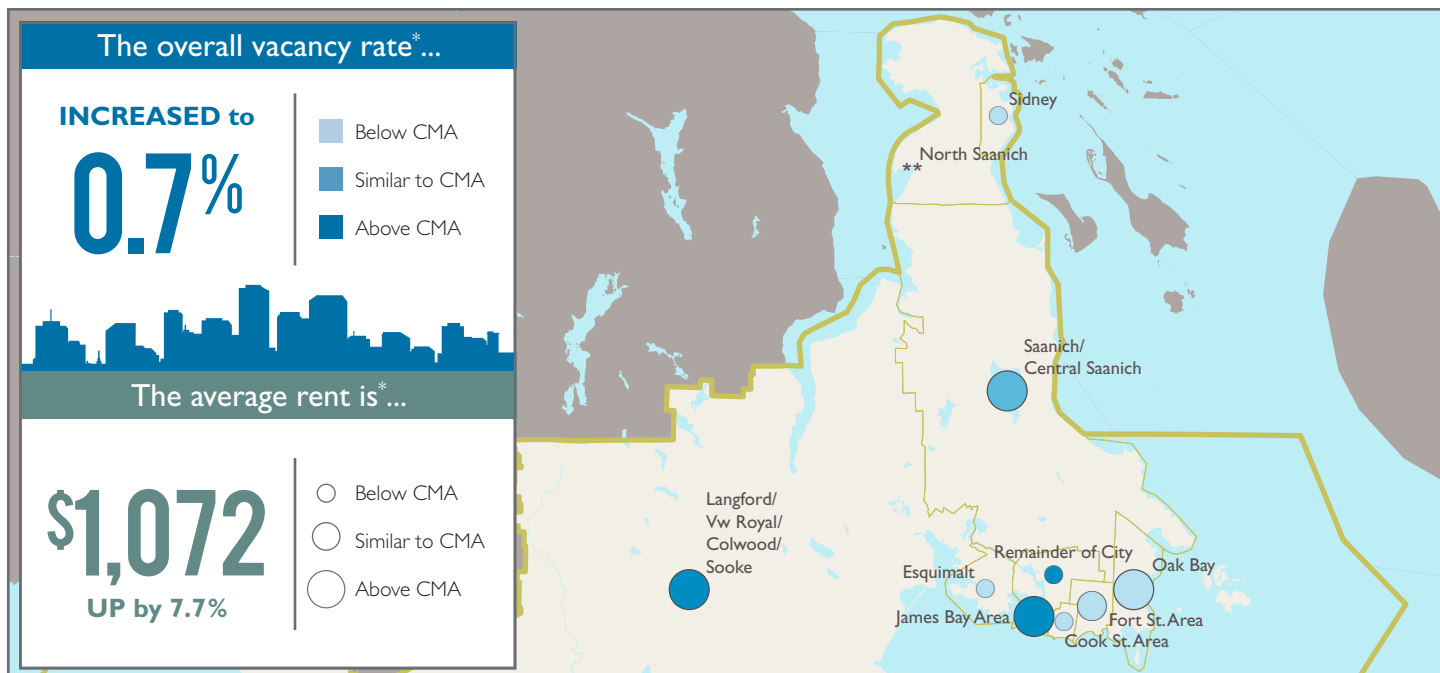 The overall vacancy rate*...
INCREASED to
0.7%
Below CMA
Similar to CMA
Above CMA
The average rent is*...
$1,072
UP by 7.7%
Below CMA
Similar to CMA
Above CMA
Sidney
North Saanich
**
Saanich/
Central Saanich
Langford/
Vw Royal/
Colwood/
Sooke
Remainder of City
Esquimalt
Oak Bay
James Bay Area
Fort St. Area
Cook St. Area